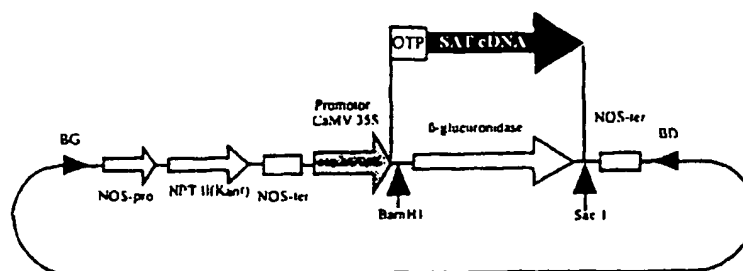 OTP
SAT cDNA
Promotor
CaMV 35S
NOS-ter
BG
ß-glucuronidase
BD
NOS-pro
NPT II(Kanr)
NOS-ter
BamH1
Sac 1